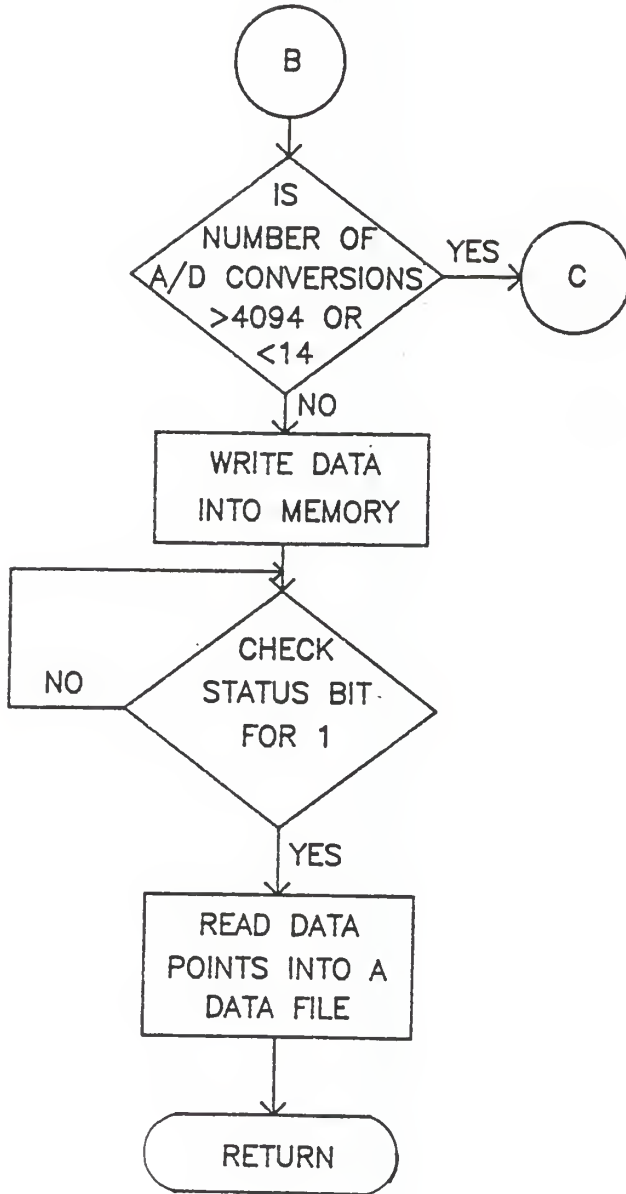 B
IS
NUMBER OF
A/D CONVERSIONS
>4094 OR
<14
YES
C
NO
WRITE DATA
INTO MEMORY
CHECK
STATUS BIT
FOR 1
NO
YES
READ DATA
POINTS INTO A
DATA FILE
RETURN